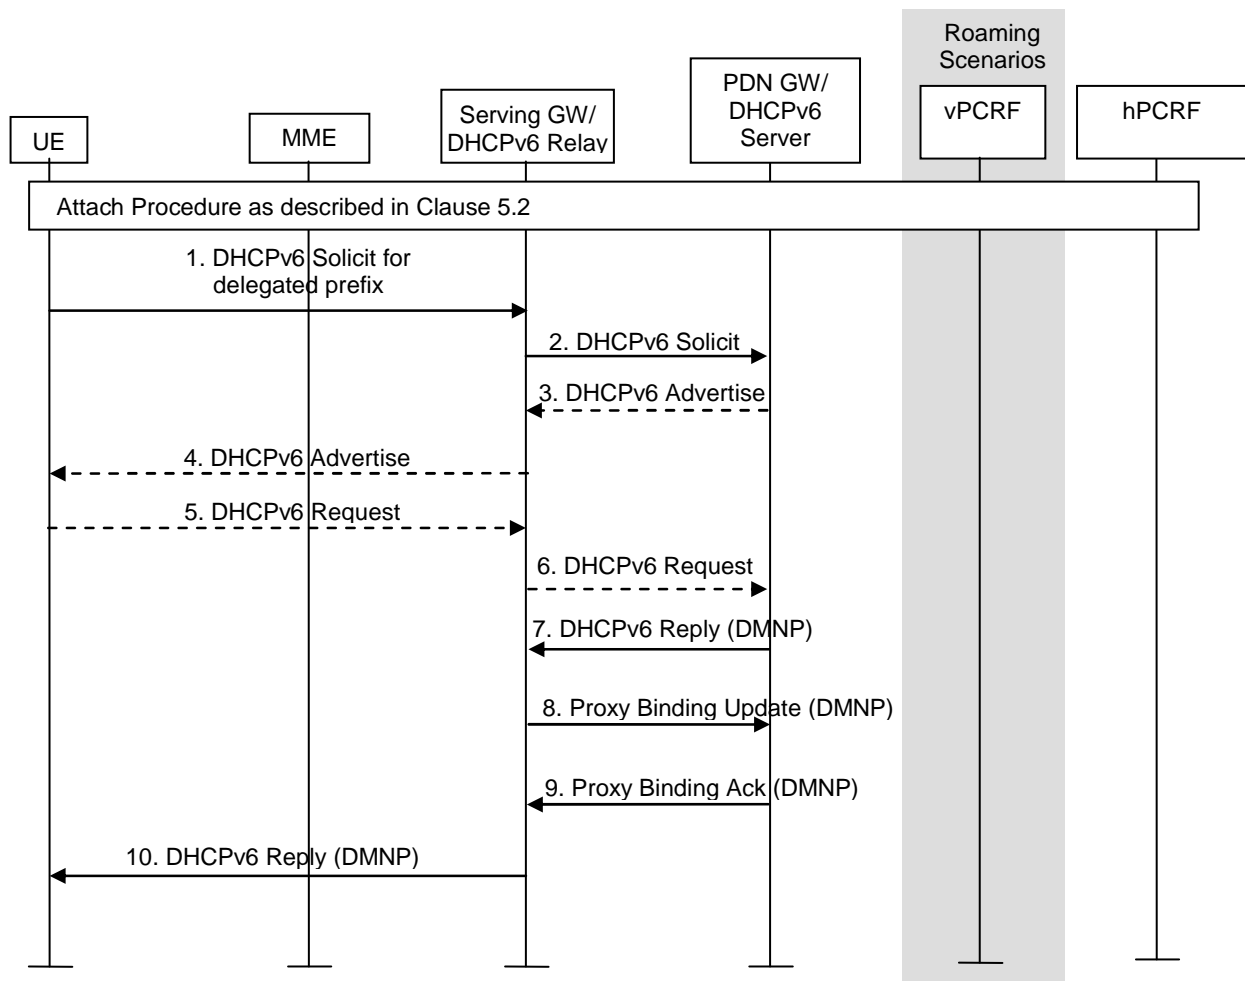 Roaming
Scenarios
UE
MME
Serving GW/
DHCPv6 Relay
PDN GW/
DHCPv6
Server
vPCRF
hPCRF
Attach Procedure as described in Clause 5.2
1. DHCPv6 Solicit for
delegated prefix
2. DHCPv6 Solicit
3. DHCPv6 Advertise
4. DHCPv6 Advertise
5. DHCPv6 Request
6. DHCPv6 Request
7. DHCPv6 Reply (DMNP)
8. Proxy Binding Update (DMNP)
9. Proxy Binding Ack (DMNP)
10. DHCPv6 Reply (DMNP)